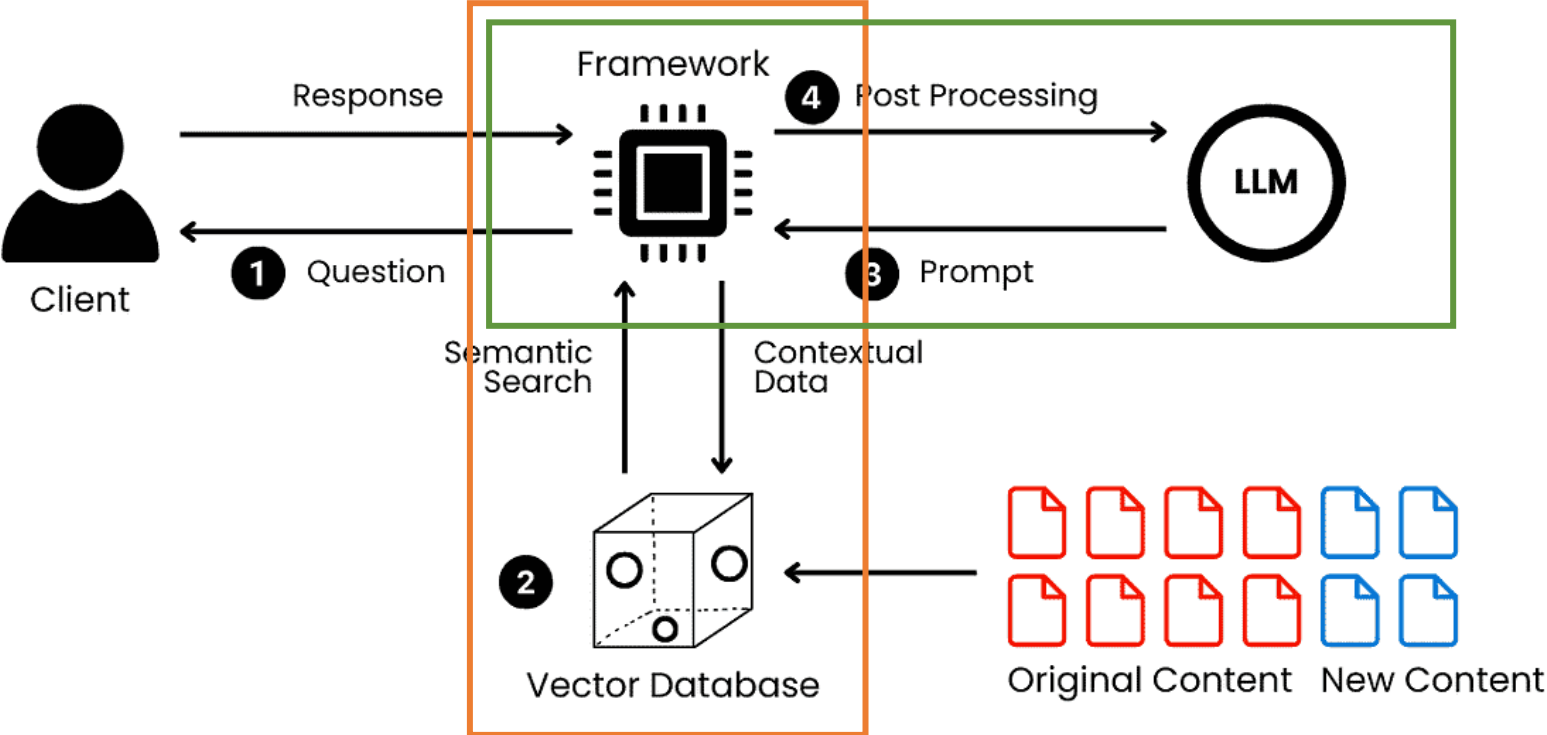 Framework
Response
4 Post Processing
LLM
1 Question
3 Prompt
Client
Semantic
Search
Contextual
Data
2
Vector Database
Original Content
New Content